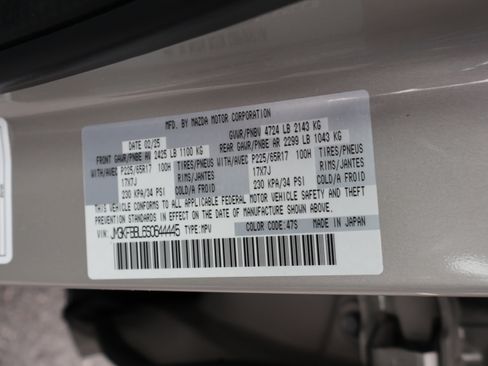 MFD. BY MAZDA MOTOR CORPORATION
DATE 02/25 GVWR/PNBV 4724 LB 2143 KG
FRONT GAWR/PNBE AV 2425 LB 1100 KG REAR GAWR/PNBE AR 2299 LB 1043 KG
WITH/AVEC P225/65R17 100H TIRES/PNEUS WITH/AVEC P225/65R17 100H TIRES/PNEUS
17X7J RIMS/JANTES 17X7J RIMS/JANTES
230 KPA/34 PSI COLD/A FROID 230 KPA/34 PSI COLD/A FROID
THIS VEHICLE CONFORMS TO ALL APPLICABLE FEDERAL MOTOR VEHICLE SAFETY AND THEFT
PREVENTION STANDARDS IN EFFECT ON THE DATE OF MANUFACTURE SHOWN ABOVE.
JM3KFBBL6S0644445 TYPE:MPV COLOR CODE:47S MADE IN JAPAN